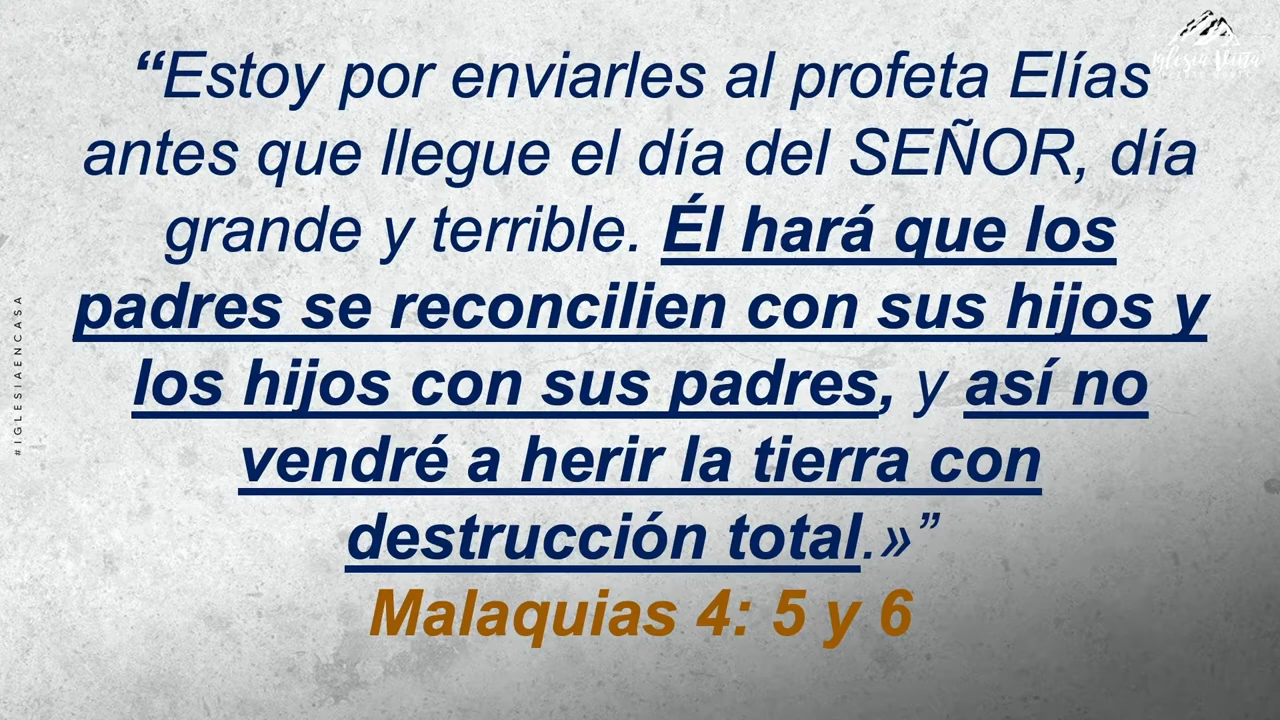 “Estoy por enviarles al profeta Elías
antes que llegue el día del SEÑOR, día
grande y terrible. Él hará que los
padres se reconcilien con sus hijos y
los hijos con sus padres, y así no
vendré a herir la tierra con
destrucción total.»”
Malaquias 4: 5 y 6
#IGLESIAENCASA
Iglesia